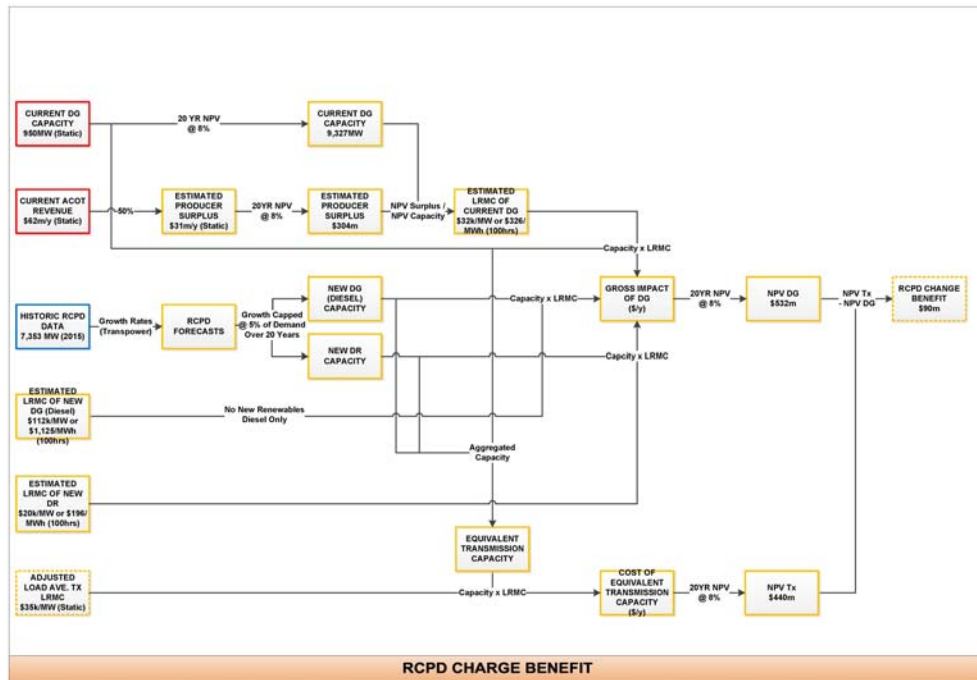 CURRENT DG
CAPACITY
950MW (Static)
20 YR NPV
@ 8%
CURRENT DG
CAPACITY
9,327MW
CURRENT ACOT
REVENUE
$62m/y (Static)
50%
ESTIMATED
PRODUCER
SURPLUS
$31m/y (Static)
20YR NPV
@ 8%
ESTIMATED
PRODUCER
SURPLUS
$304m
NPV Surplus /
NPV Capacity
ESTIMATED
LRMC OF
CURRENT DG
$32k/MW or $326/
MWh (100hrs)
Capacity x LRMC
HISTORIC RCPD
DATA
7,353 MW (2015)
Growth Rates
(Transpower)
RCPD
FORECASTS
Growth Capped
@ 5% of Demand
Over 20 Years
NEW DG
(DIESEL)
CAPACITY
Capacity x LRMC
GROSS IMPACT
OF DG
($/y)
20YR NPV
@ 8%
NPV DG
$532m
NPV Tx
- NPV DG
RCPD CHANGE
BENEFIT
$90m
NEW DR
CAPACITY
Capcity x LRMC
ESTIMATED
LRMC OF NEW
DG (Diesel)
$112k/MW or
$1,125/MWh
(100hrs)
No New Renewables
Diesel Only
Aggregated
Capacity
ESTIMATED
LRMC OF NEW
DR
$20k/MW or $196/
MWh (100hrs)
EQUIVALENT
TRANSMISSION
CAPACITY
ADJUSTED
LOAD AVE. TX
LRMC
$35k/MW (Static)
Capacity x LRMC
COST OF
EQUIVALENT
TRANSMISSION
CAPACITY
($/y)
20YR NPV
@ 8%
NPV Tx
$440m
RCPD CHARGE BENEFIT